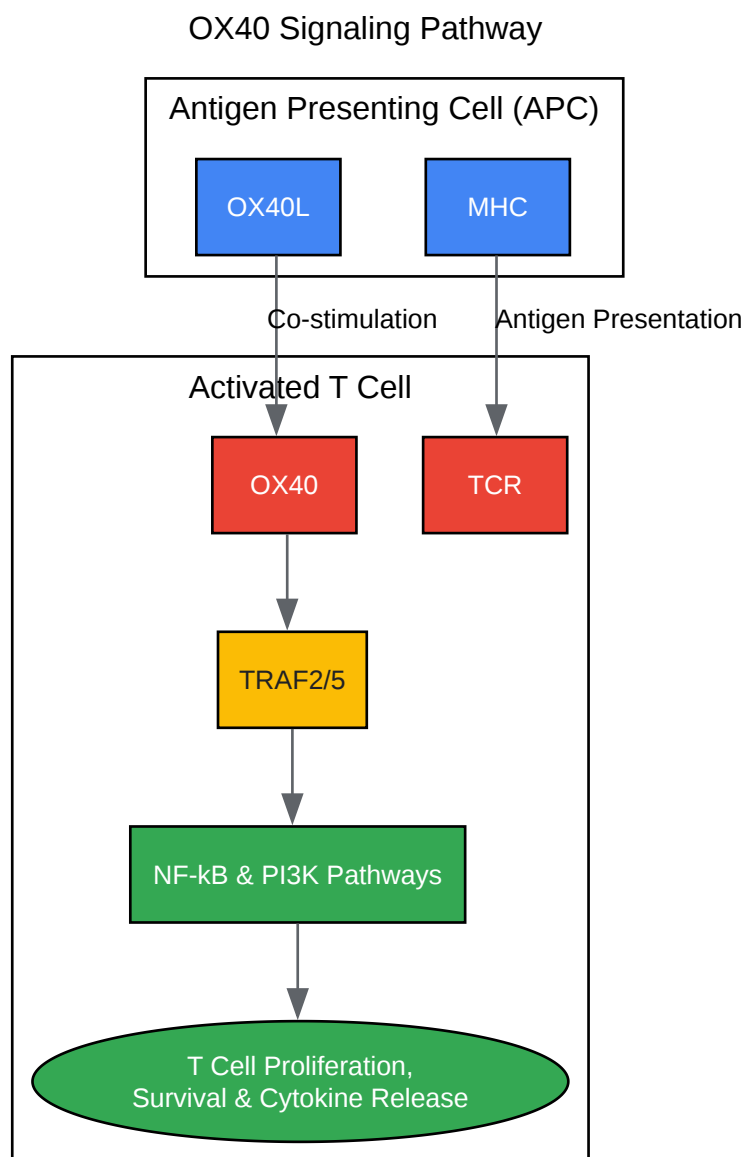 OX40 Signaling Pathway
Antigen Presenting Cell (APC)
OX40L
MHC
Co-stimulation
Antigen Presentation
Activated T Cell
OX40
TCR
TRAF2/5
NF-kB & PI3K Pathways
T Cell Proliferation,
Survival & Cytokine Release